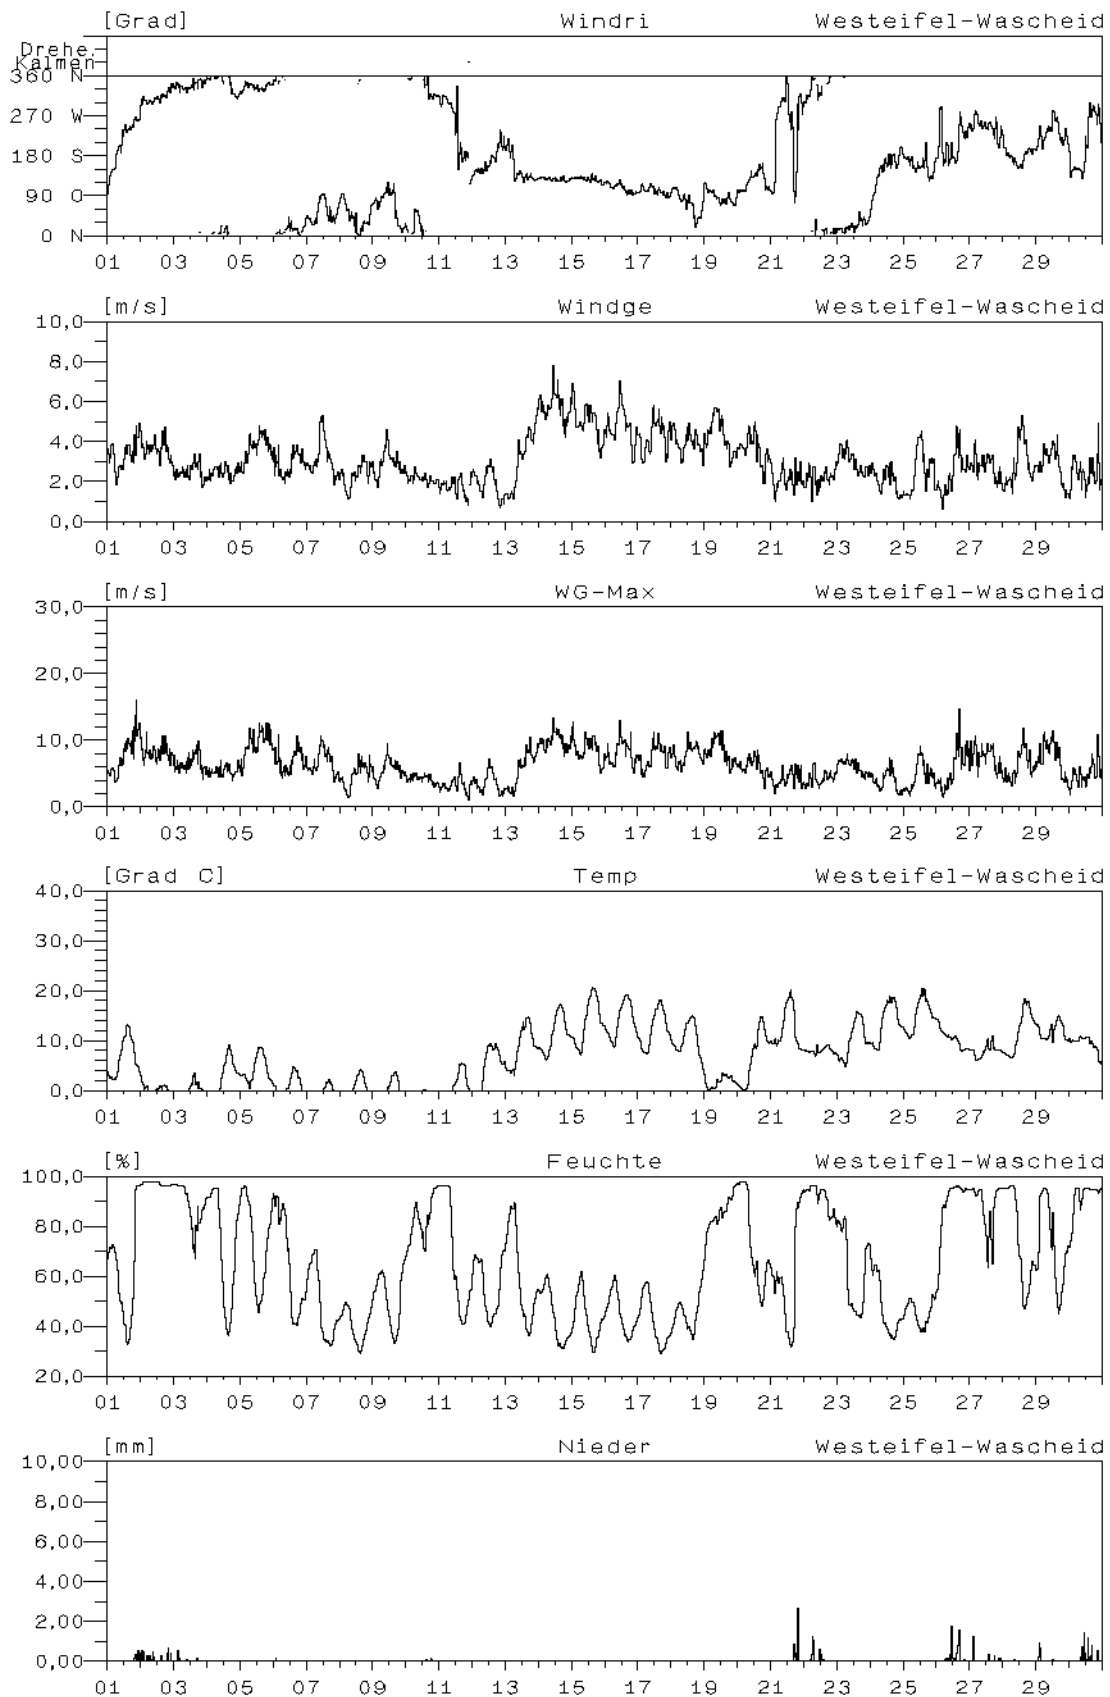 [Grad] Windri Westeifel-Wascheid
Drehe.
Kalmen
360 N
270 W
180 S
90 O
0 N
01 03 05 07 09 11 13 15 17 19 21 23 25 27 29
[m/s] Windge Westeifel-Wascheid
10,0
8,0
6,0
4,0
2,0
0,0
01 03 05 07 09 11 13 15 17 19 21 23 25 27 29
[m/s] WG-Max Westeifel-Wascheid
30,0
20,0
10,0
0,0
01 03 05 07 09 11 13 15 17 19 21 23 25 27 29
[Grad C] Temp Westeifel-Wascheid
40,0
30,0
20,0
10,0
0,0
01 03 05 07 09 11 13 15 17 19 21 23 25 27 29
[%] Feuchte Westeifel-Wascheid
100,0
80,0
60,0
40,0
20,0
01 03 05 07 09 11 13 15 17 19 21 23 25 27 29
[mm] Nieder Westeifel-Wascheid
10,00
8,00
6,00
4,00
2,00
0,00
01 03 05 07 09 11 13 15 17 19 21 23 25 27 29